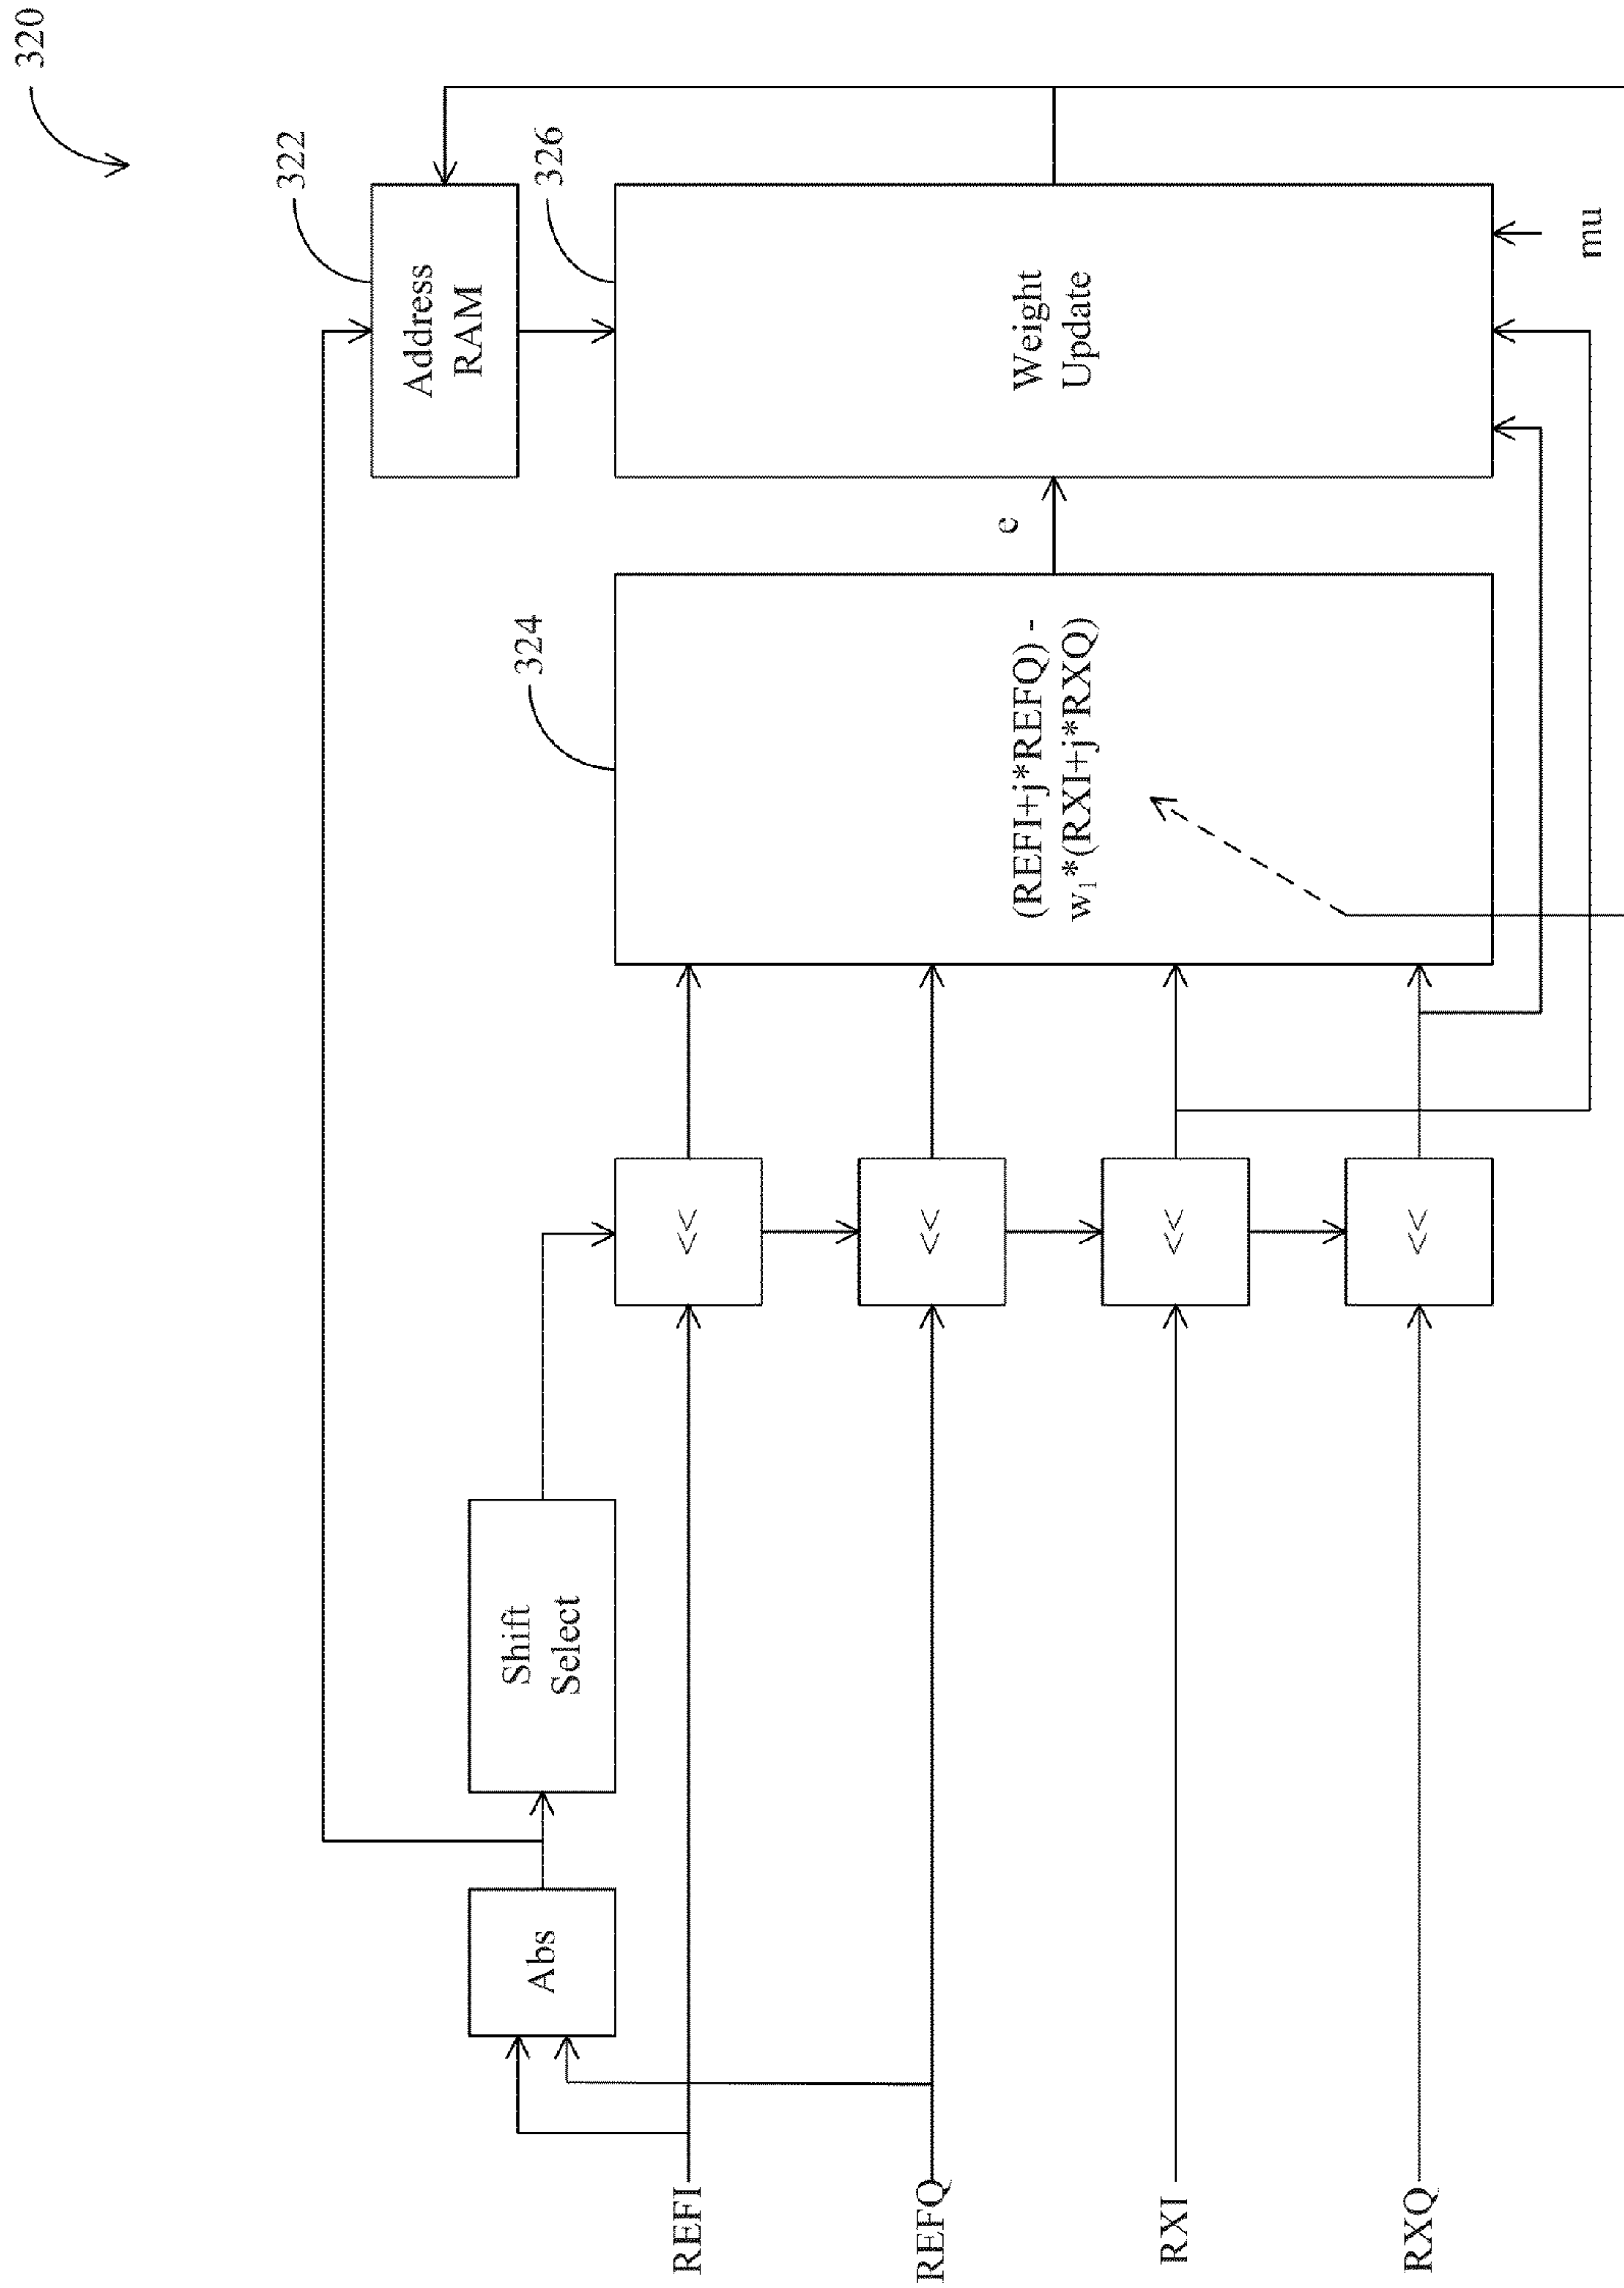 320
322
Address
RAM
326
Weight
Update
mu
e
324
(REFI+j*REFQ) -
w₁*(RXI+j*RXQ)
<<
<<
<<
<<
Shift
Select
Abs
REFI
REFQ
RXI
RXQ